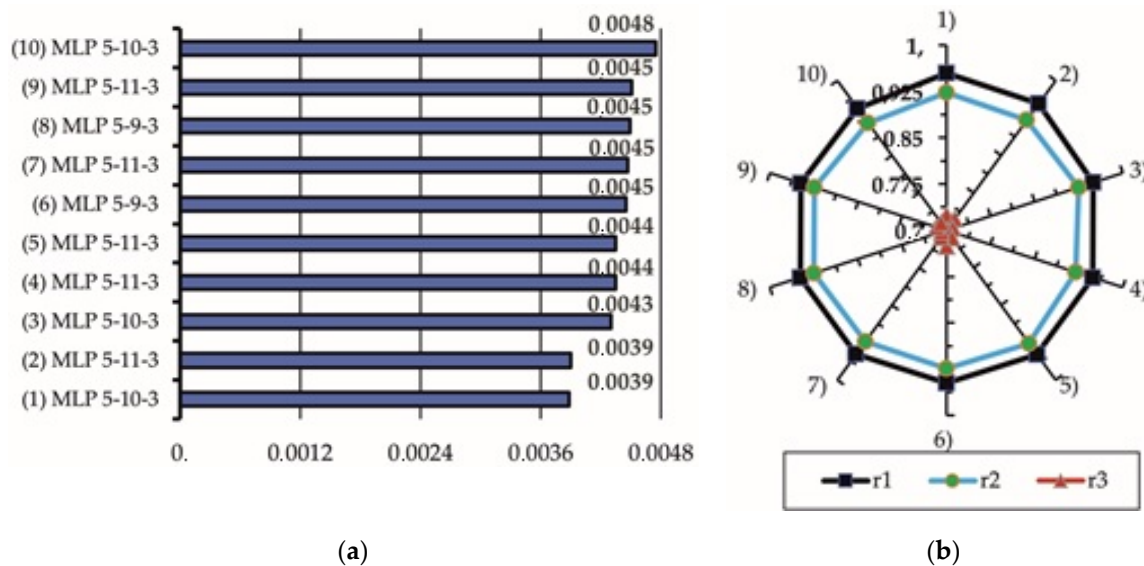 0.0048
(10) MLP 5-10-3
0.0045
(9) MLP 5-11-3
0.0045
(8) MLP 5-9-3
0.0045
(7) MLP 5-11-3
0.0045
(6) MLP 5-9-3
0.0044
(5) MLP 5-11-3
0.0044
(4) MLP 5-11-3
0.0043
(3) MLP 5-10-3
0.0039
(2) MLP 5-11-3
0.0039
(1) MLP 5-10-3
0. 0.0012 0.0024 0.0036 0.0048
(a)
1)
1,
10) 2)
0,925
0.85
9) 0.775 3)
0.7
8) 4)
7) 5)
6)
r1 r2 r3
(b)